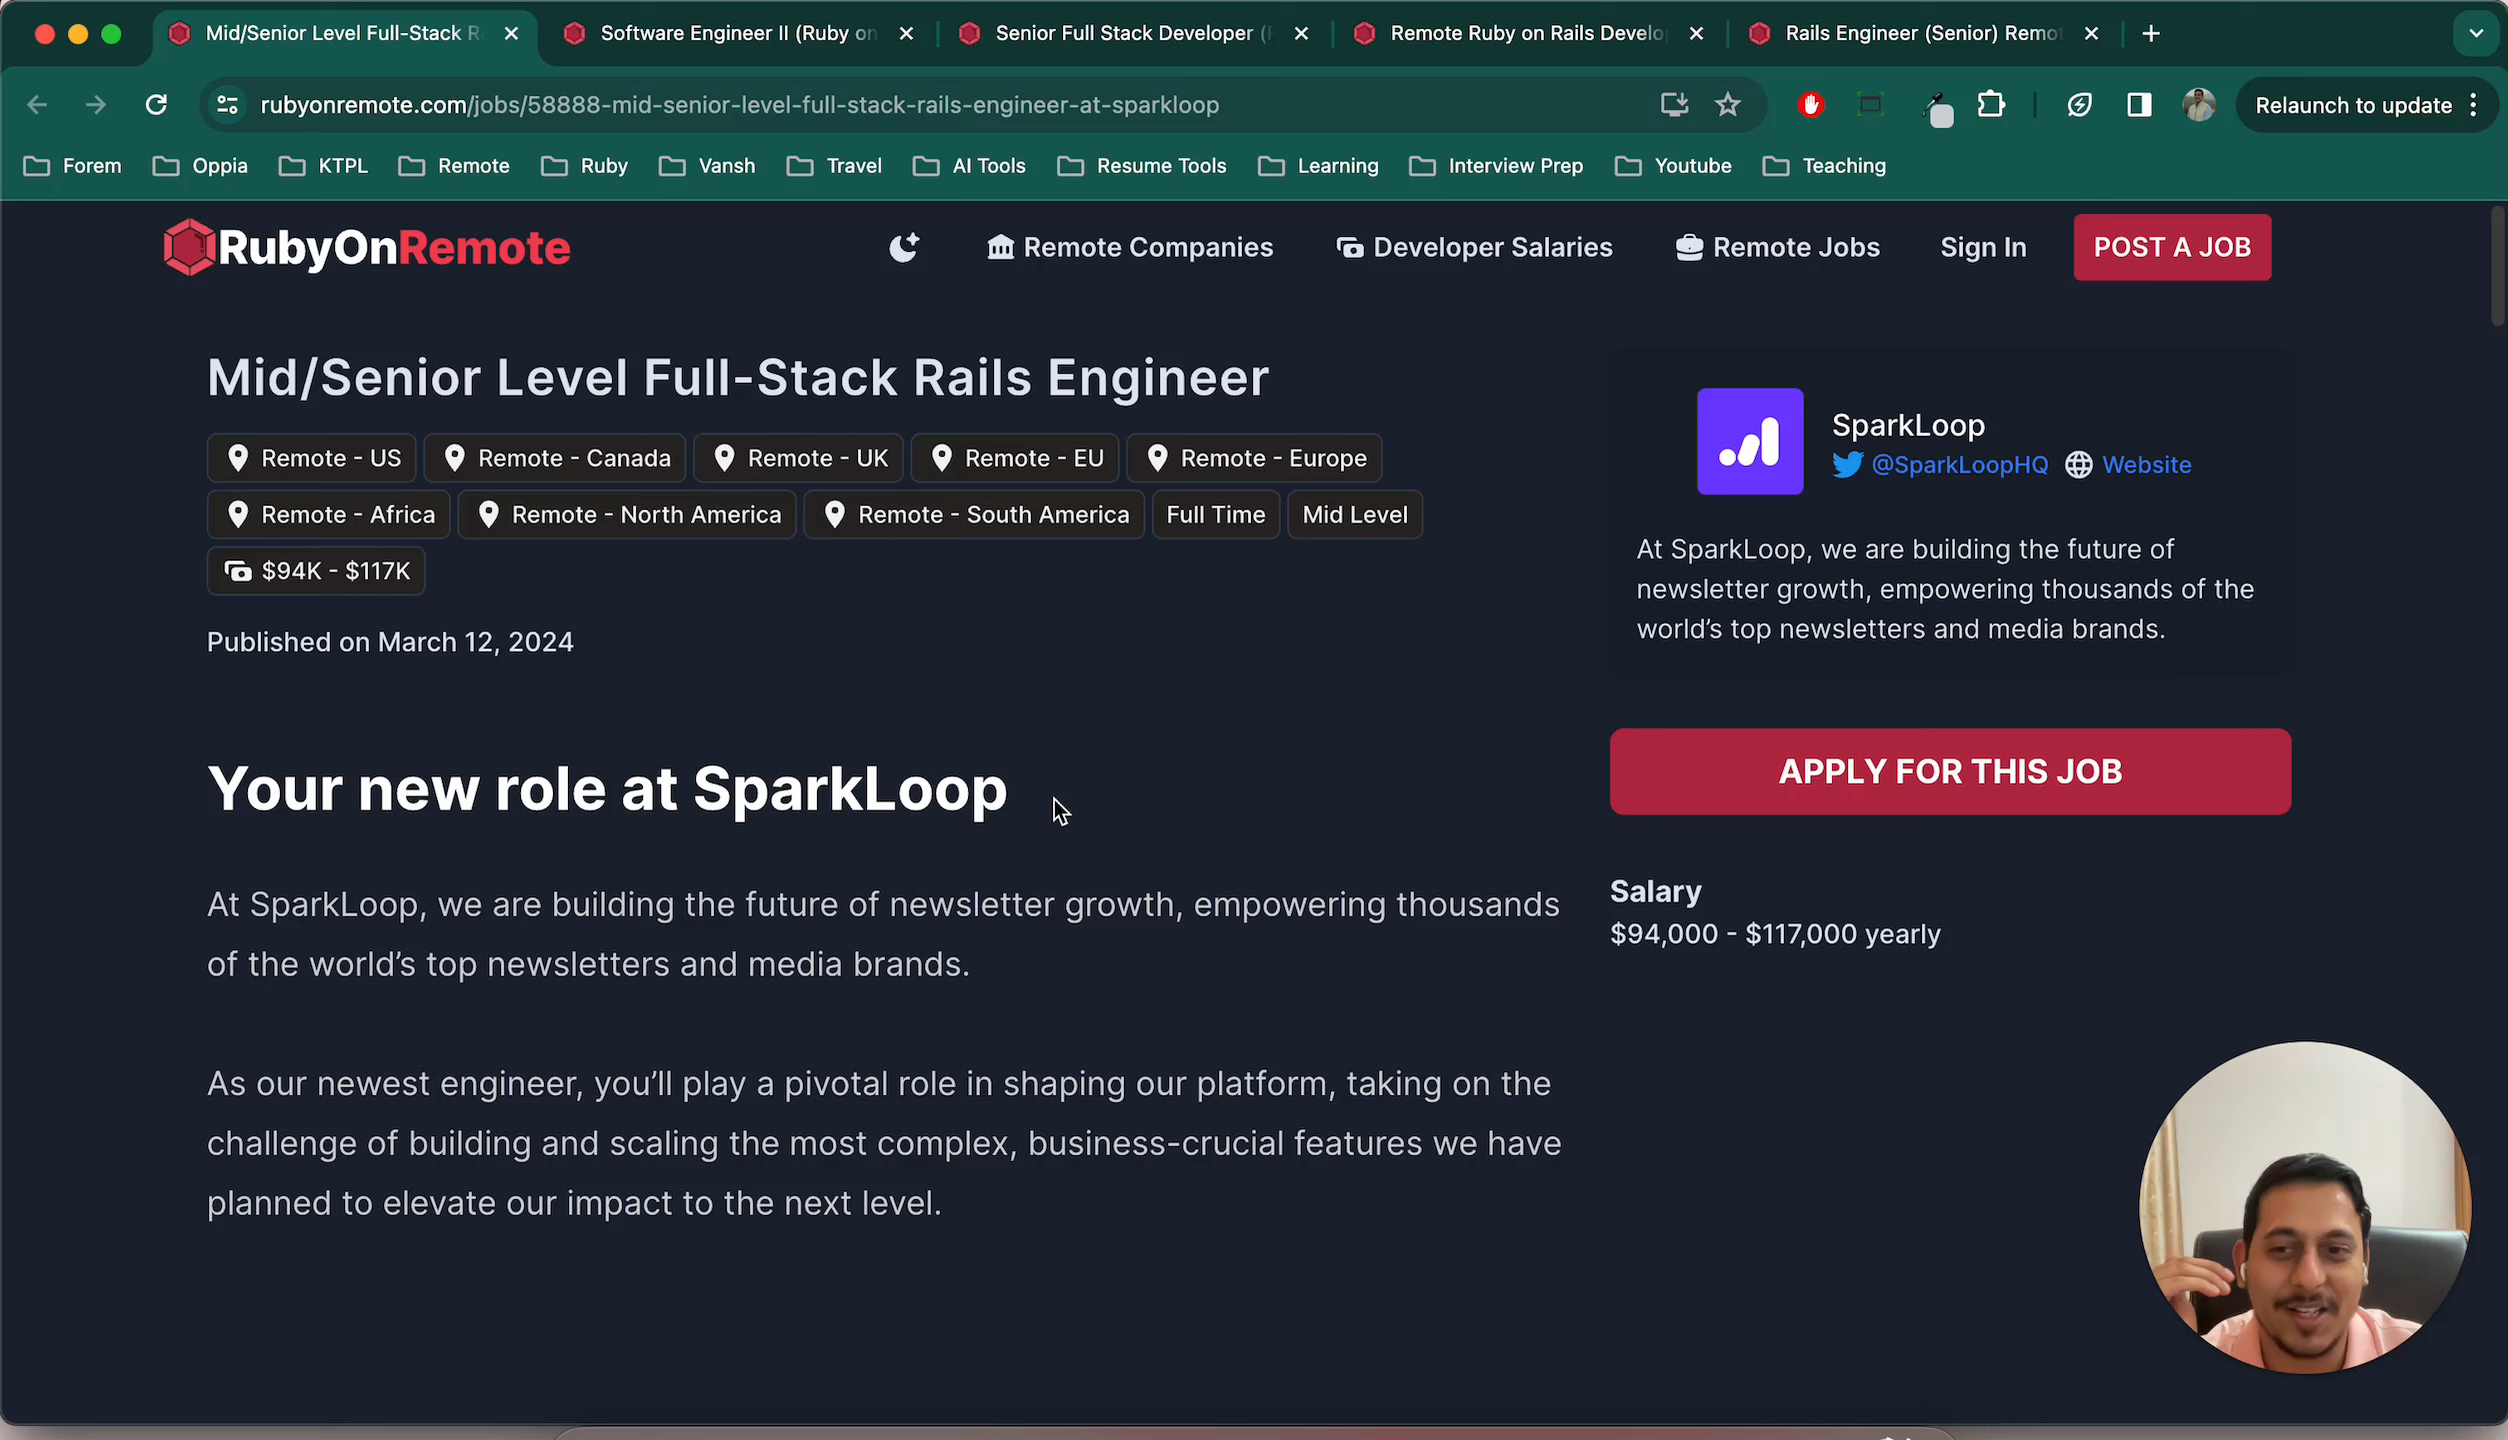 Mid/Senior Level Full-Stack R
Software Engineer II (Ruby on
Senior Full Stack Developer (
Remote Ruby on Rails Develo
Rails Engineer (Senior) Remo
rubyonremote.com/jobs/58888-mid-senior-level-full-stack-rails-engineer-at-sparkloop
Relaunch to update
Forem
Oppia
KTPL
Remote
Ruby
Vansh
Travel
AI Tools
Resume Tools
Learning
Interview Prep
Youtube
Teaching
RubyOnRemote
Remote Companies
Developer Salaries
Remote Jobs
Sign In
POST A JOB
Mid/Senior Level Full-Stack Rails Engineer
Remote - US
Remote - Canada
Remote - UK
Remote - EU
Remote - Europe
Remote - Africa
Remote - North America
Remote - South America
Full Time
Mid Level
$94K - $117K
Published on March 12, 2024
Your new role at SparkLoop
At SparkLoop, we are building the future of newsletter growth, empowering thousands
of the world’s top newsletters and media brands.
As our newest engineer, you’ll play a pivotal role in shaping our platform, taking on the
challenge of building and scaling the most complex, business-crucial features we have
planned to elevate our impact to the next level.
SparkLoop
@SparkLoopHQ
Website
At SparkLoop, we are building the future of
newsletter growth, empowering thousands of the
world’s top newsletters and media brands.
APPLY FOR THIS JOB
Salary
$94,000 - $117,000 yearly